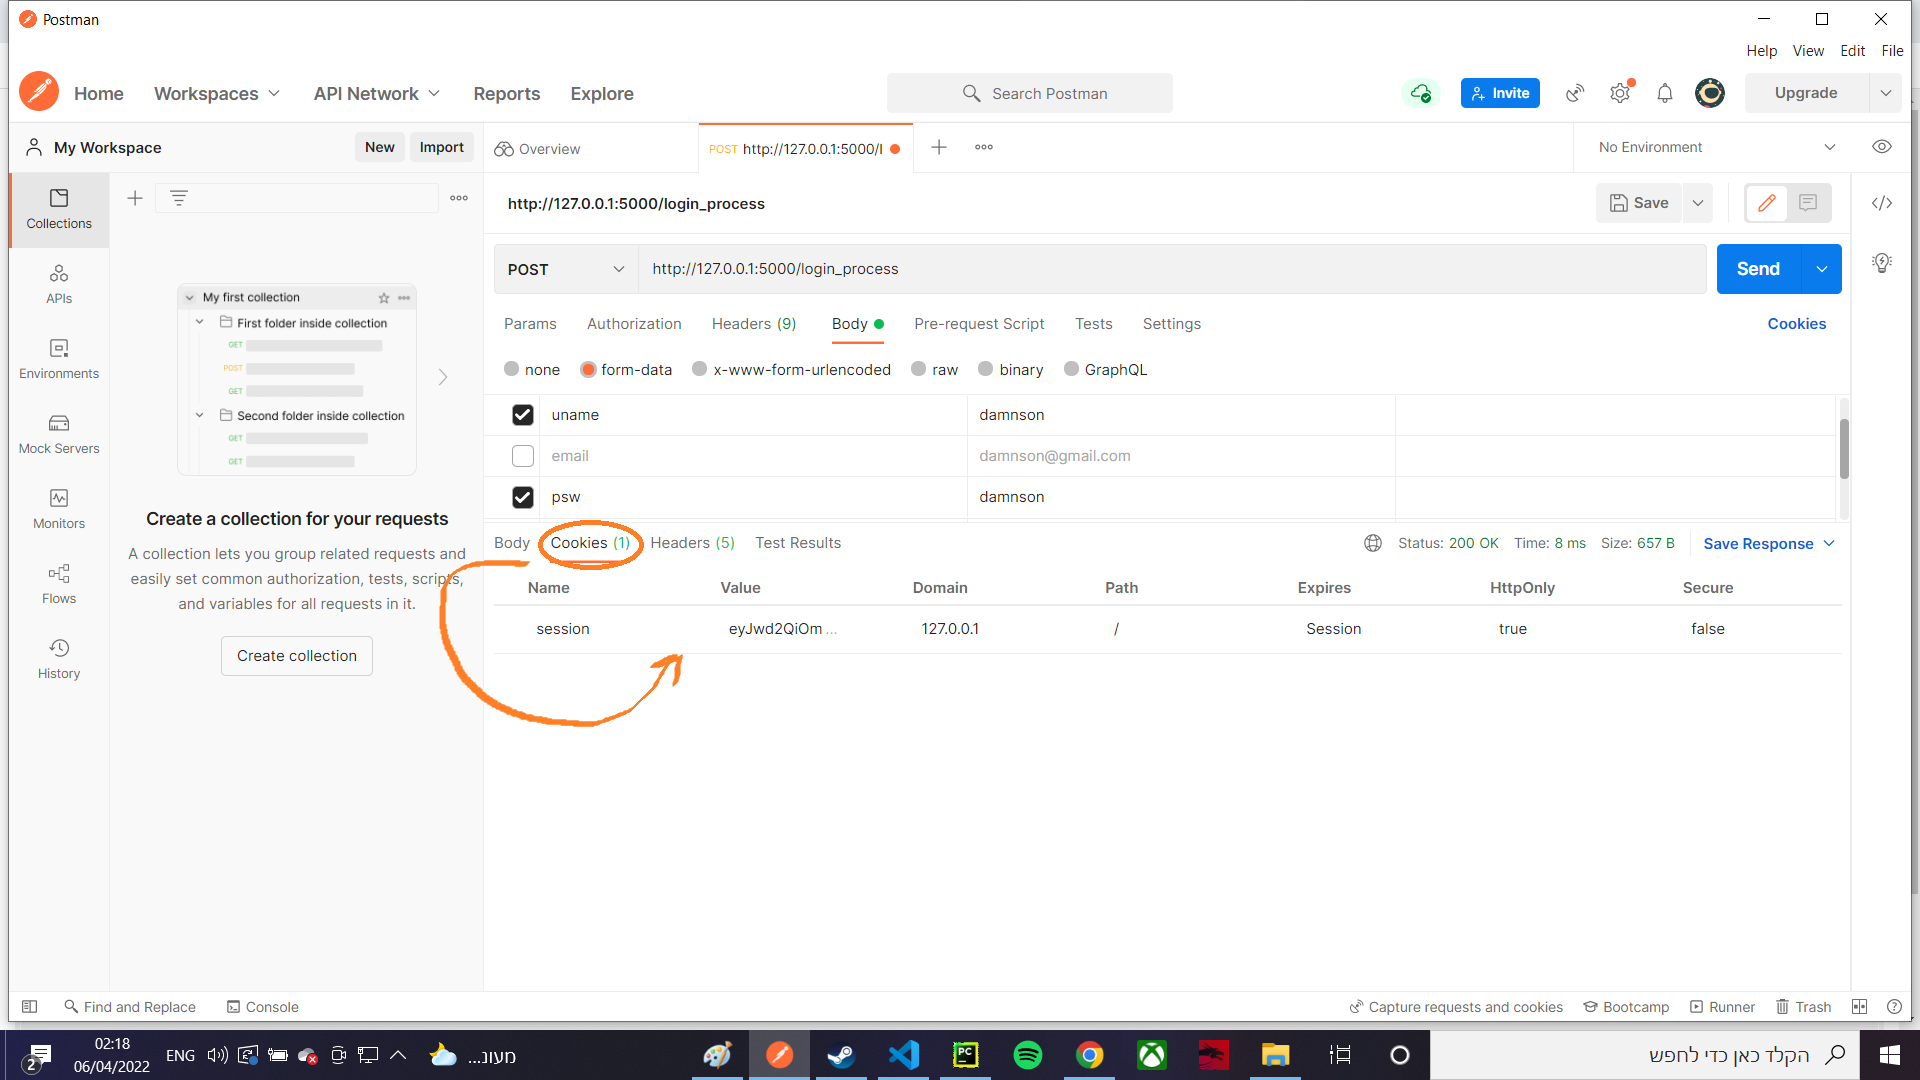 Postman
Help View Edit File
Home Workspaces API Network Reports Explore
Search Postman
Invite
Upgrade
My Workspace
New Import
Overview
POST http://127.0.0.1:5000/l
No Environment
Collections
APIs
Environments
Mock Servers
Monitors
Flows
History
My first collection
First folder inside collection
GET
POST
GET
Second folder inside collection
GET
GET
Create a collection for your requests
A collection lets you group related requests and
easily set common authorization, tests, scripts,
and variables for all requests in it.
Create collection
http://127.0.0.1:5000/login_process
Save
POST http://127.0.0.1:5000/login_process
Send
Params Authorization Headers (9) Body Pre-request Script Tests Settings
Cookies
none form-data x-www-form-urlencoded raw binary GraphQL
uname damnson
email damnson@gmail.com
psw damnson
Body Cookies (1) Headers (5) Test Results
Status: 200 OK Time: 8 ms Size: 657 B Save Response
Name Value Domain Path Expires HttpOnly Secure
session eyJwd2QiOm ... 127.0.0.1 / Session true false
Find and Replace Console
Capture requests and cookies Bootcamp Runner Trash
2
02:18
06/04/2022
ENG
מעונ...
PC
הקלד כאן כדי לחפש